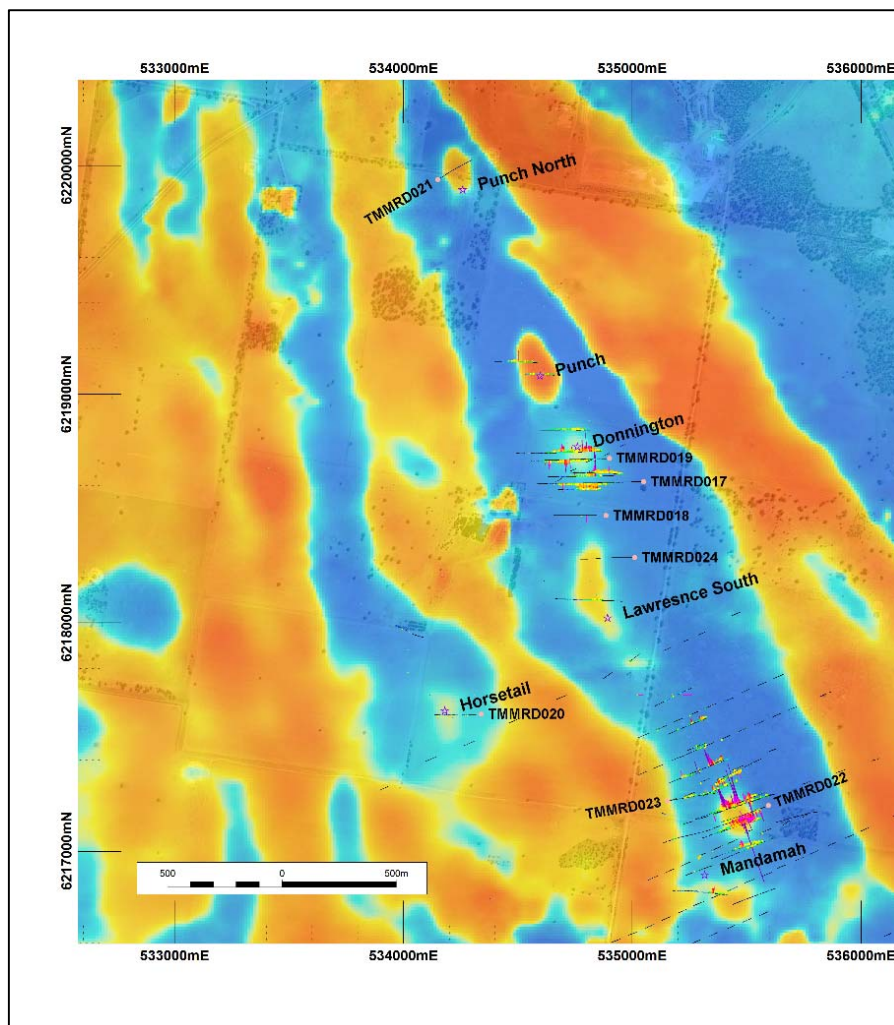 533000mE
534000mE
535000mE
536000mE
6220000mN
6219000mN
6218000mN
6217000mN
TMMRD021
Punch North
Punch
Donnington
TMMRD019
TMMRD017
TMMRD018
TMMRD024
Lawresnce South
Horsetail
TMMRD020
TMMRD023
TMMRD022
Mandamah
500
0
500m
533000mE
534000mE
535000mE
536000mE